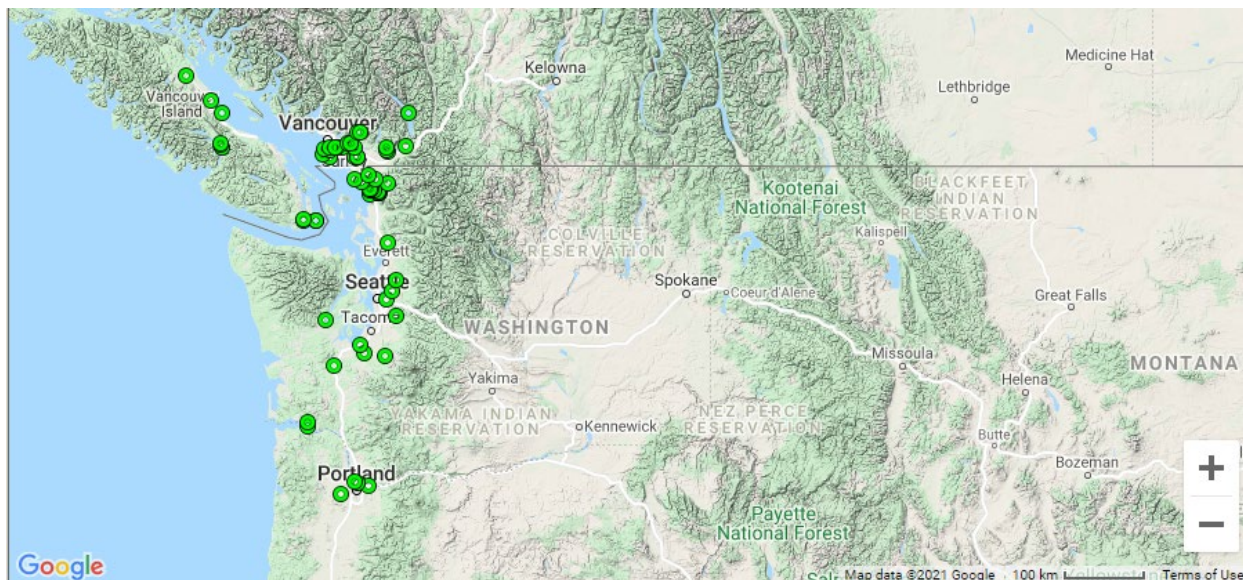 Kelowna
Medicine Hat
Lethbridge
Vancouver
Island
Vancouver
Kootenai
National Forest
BLACKFEET
INDIAN
RESERVATION
Kalispell
COLVILLE
RESERVATION
Everett
Seattle
Spokane
Coeur d'Alene
Great Falls
Tacoma
WASHINGTON
Missoula
MONTANA
Helena
Yakima
YAKAMA INDIAN
RESERVATION
NEZ PERCE
RESERVATION
Kennewick
Butte
Bozeman
Portland
Payette
National Forest
+
−
Google
Map data ©2021 Google
100 km
Terms of Use